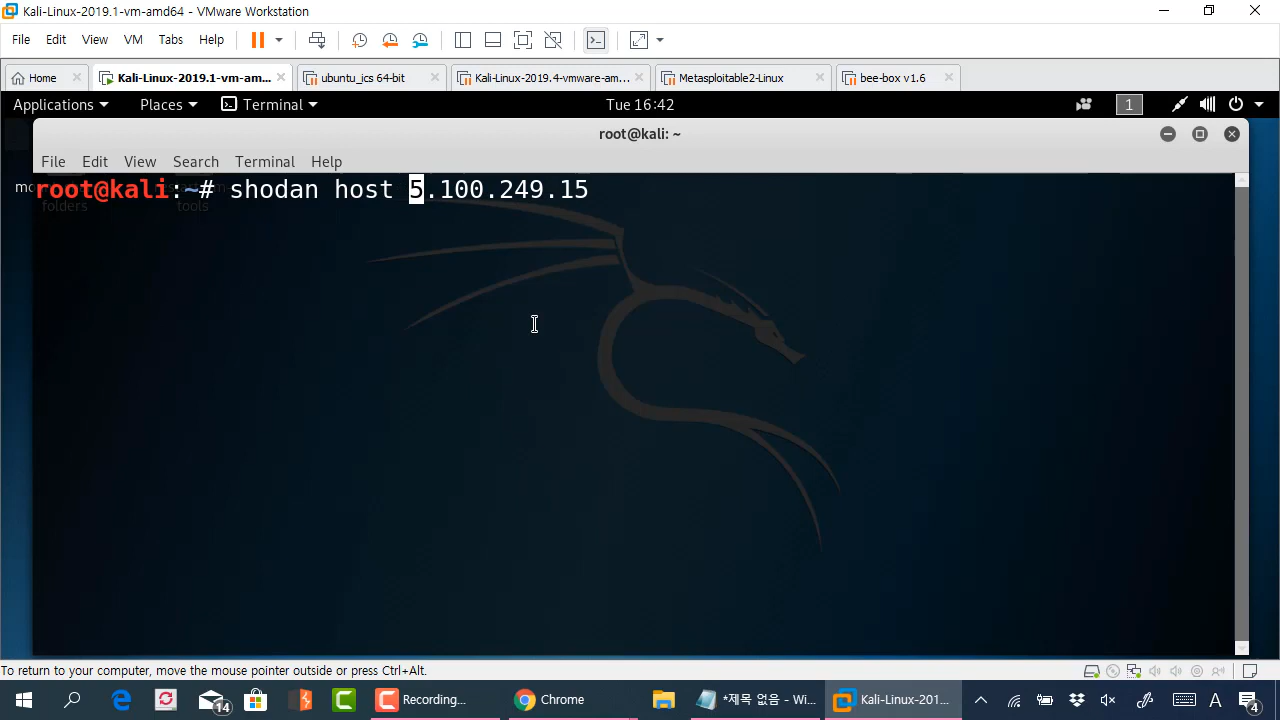 Kali-Linux-2019.1-vm-amd64 - VMware Workstation
File Edit View VM Tabs Help
Home Kali-Linux-2019.1-vm-am... ubuntu_ics 64-bit Kali-Linux-2019.4-vmware-am... Metasploitable2-Linux bee-box v1.6
Applications Places Terminal Tue 16:42 1
root@kali: ~
File Edit View Search Terminal Help
root@kali:~# shodan host 5.100.249.15
folders tools
To return to your computer, move the mouse pointer outside or press Ctrl+Alt.
14 Recording... Chrome *제목 없음 - Wi... Kali-Linux-201... A 4